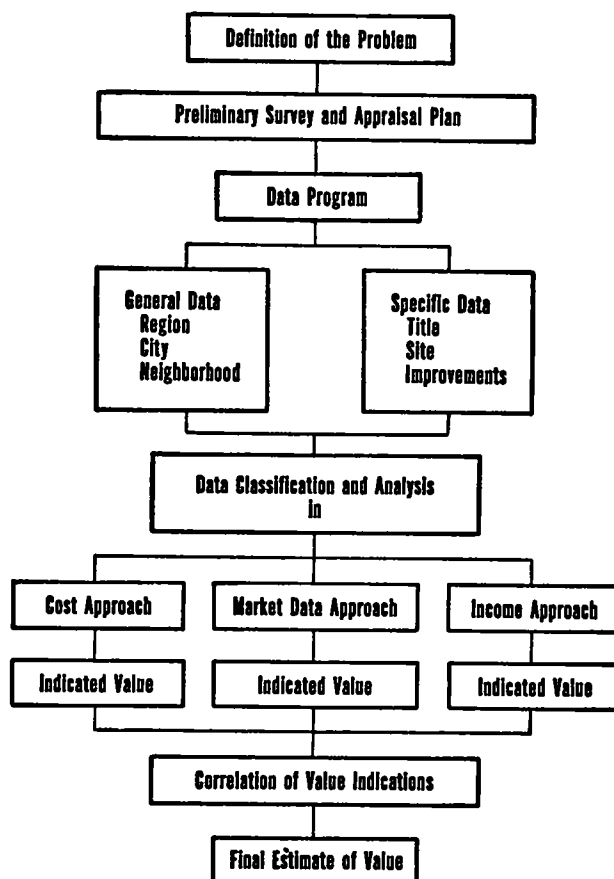 Definition of the Problem
Preliminary Survey and Appraisal Plan
Data Program
General Data
Region
City
Neighborhood
Specific Data
Title
Site
Improvements
Data Classification and Analysis
in
Cost Approach
Market Data Approach
Income Approach
Indicated Value
Indicated Value
Indicated Value
Correlation of Value Indications
Final Estimate of Value